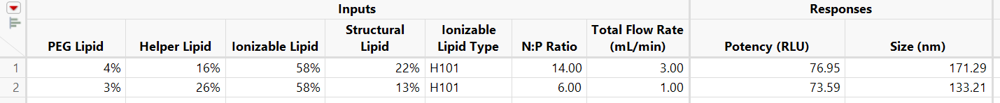 Inputs Responses
Structural Ionizable Total Flow Rate
PEG Lipid Helper Lipid Ionizable Lipid Lipid Lipid Type N:P Ratio (mL/min) Potency (RLU) Size (nm)
1 4% 16% 58% 22% H101 14.00 3.00 76.95 171.29
2 3% 26% 58% 13% H101 6.00 1.00 73.59 133.21